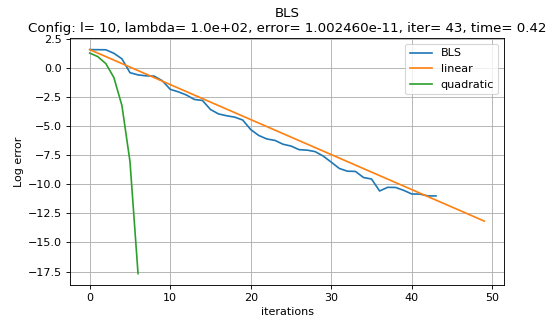 BLS
Config: l= 10, lambda= 1.0e+02, error= 1.002460e-11, iter= 43, time= 0.42
2.5
0.0
−2.5
−5.0
−7.5
−10.0
−12.5
−15.0
−17.5
Log error
BLS
linear
quadratic
0
10
20
30
40
50
iterations